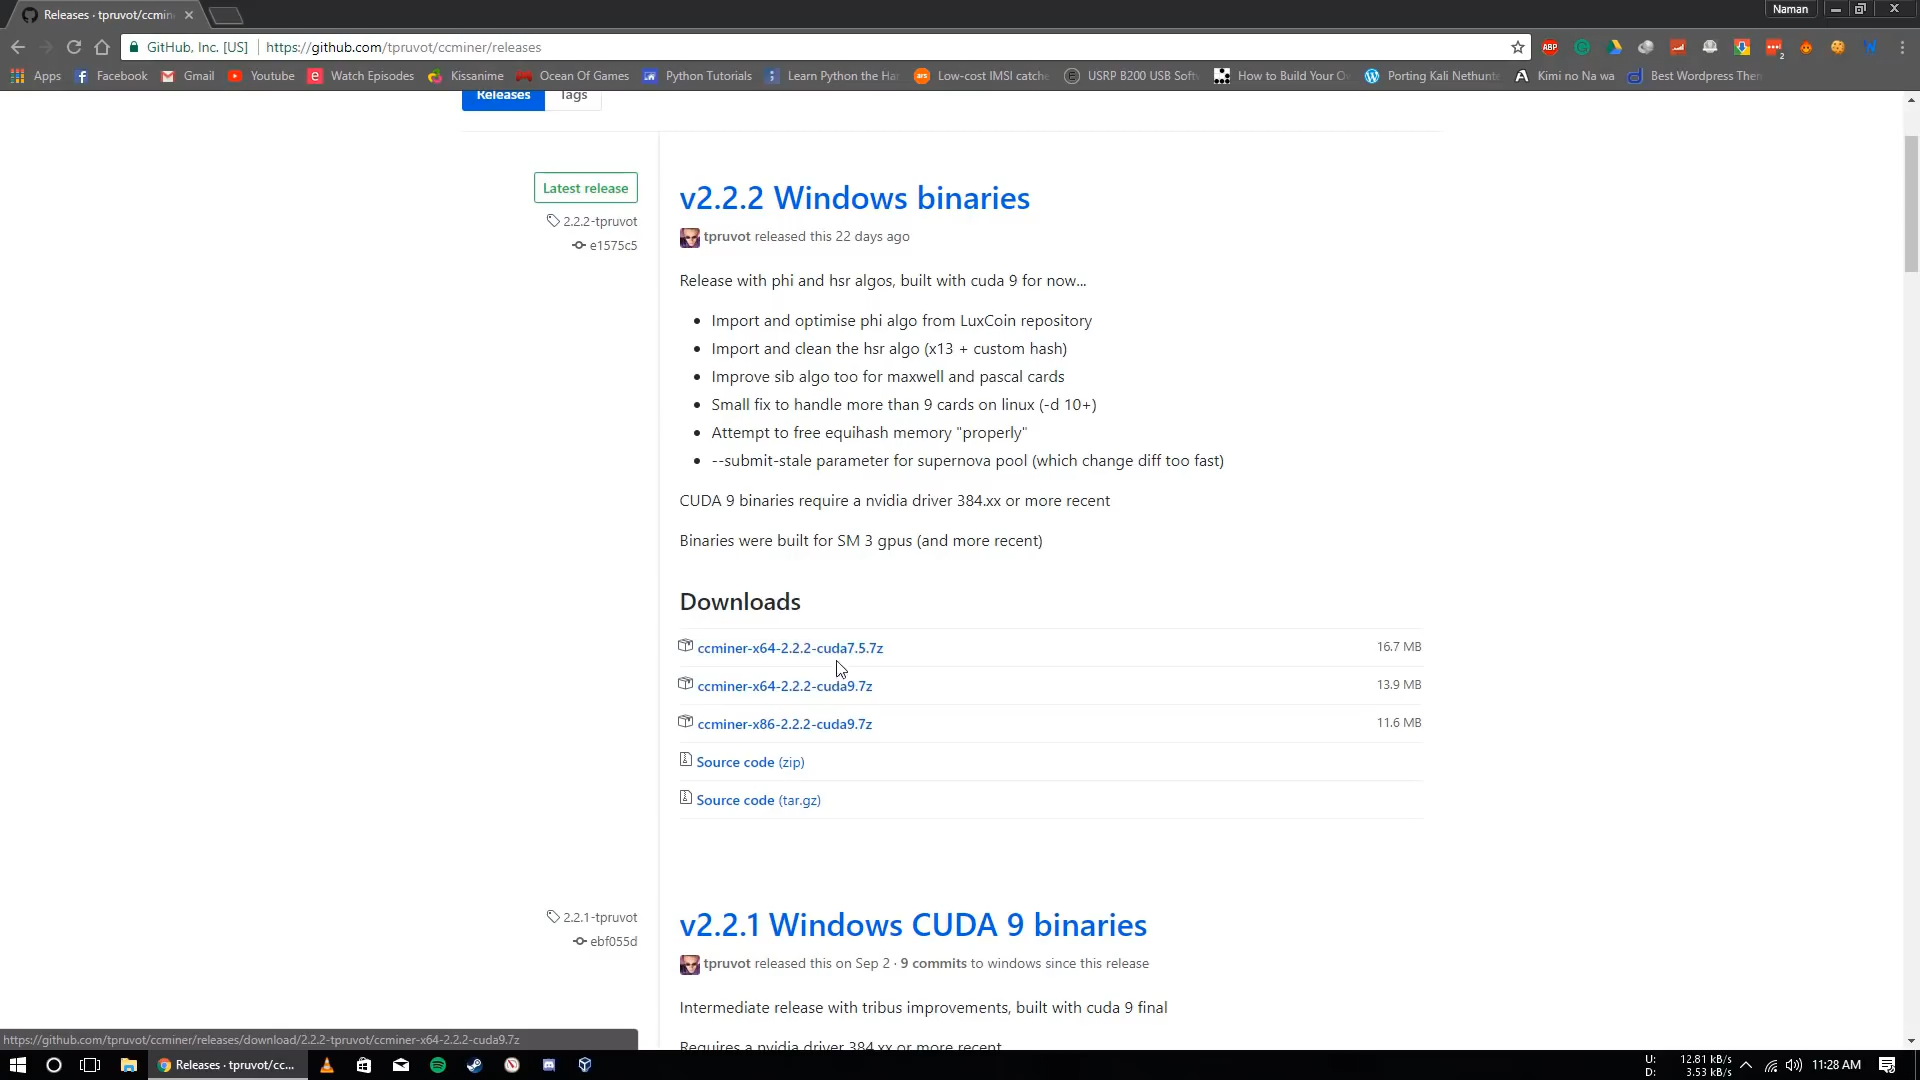 Releases · tpruvot/ccmin
Naman
GitHub, Inc. [US] https://github.com/tpruvot/ccminer/releases
ABP
2
Apps Facebook Gmail Youtube Watch Episodes Kissanime Ocean Of Games Python Tutorials Learn Python the Har Low-cost IMSI catche USRP B200 USB Softv How to Build Your O Porting Kali Nethunte Kimi no Na wa Best Wordpress Then
Releases Tags
Latest release
2.2.2-tpruvot
e1575c5
v2.2.2 Windows binaries
tpruvot released this 22 days ago
Release with phi and hsr algos, built with cuda 9 for now...
• Import and optimise phi algo from LuxCoin repository
• Import and clean the hsr algo (x13 + custom hash)
• Improve sib algo too for maxwell and pascal cards
• Small fix to handle more than 9 cards on linux (-d 10+)
• Attempt to free equihash memory "properly"
• --submit-stale parameter for supernova pool (which change diff too fast)
CUDA 9 binaries require a nvidia driver 384.xx or more recent
Binaries were built for SM 3 gpus (and more recent)
Downloads
ccminer-x64-2.2.2-cuda7.5.7z 16.7 MB
ccminer-x64-2.2.2-cuda9.7z 13.9 MB
ccminer-x86-2.2.2-cuda9.7z 11.6 MB
Source code (zip)
Source code (tar.gz)
2.2.1-tpruvot
ebf055d
v2.2.1 Windows CUDA 9 binaries
tpruvot released this on Sep 2 · 9 commits to windows since this release
Intermediate release with tribus improvements, built with cuda 9 final
Requires a nvidia driver 384.xx or more recent
https://github.com/tpruvot/ccminer/releases/download/2.2.2-tpruvot/ccminer-x64-2.2.2-cuda9.7z
Releases · tpruvot/cc...
U: 12.81 kB/s
D: 3.53 kB/s
11:28 AM